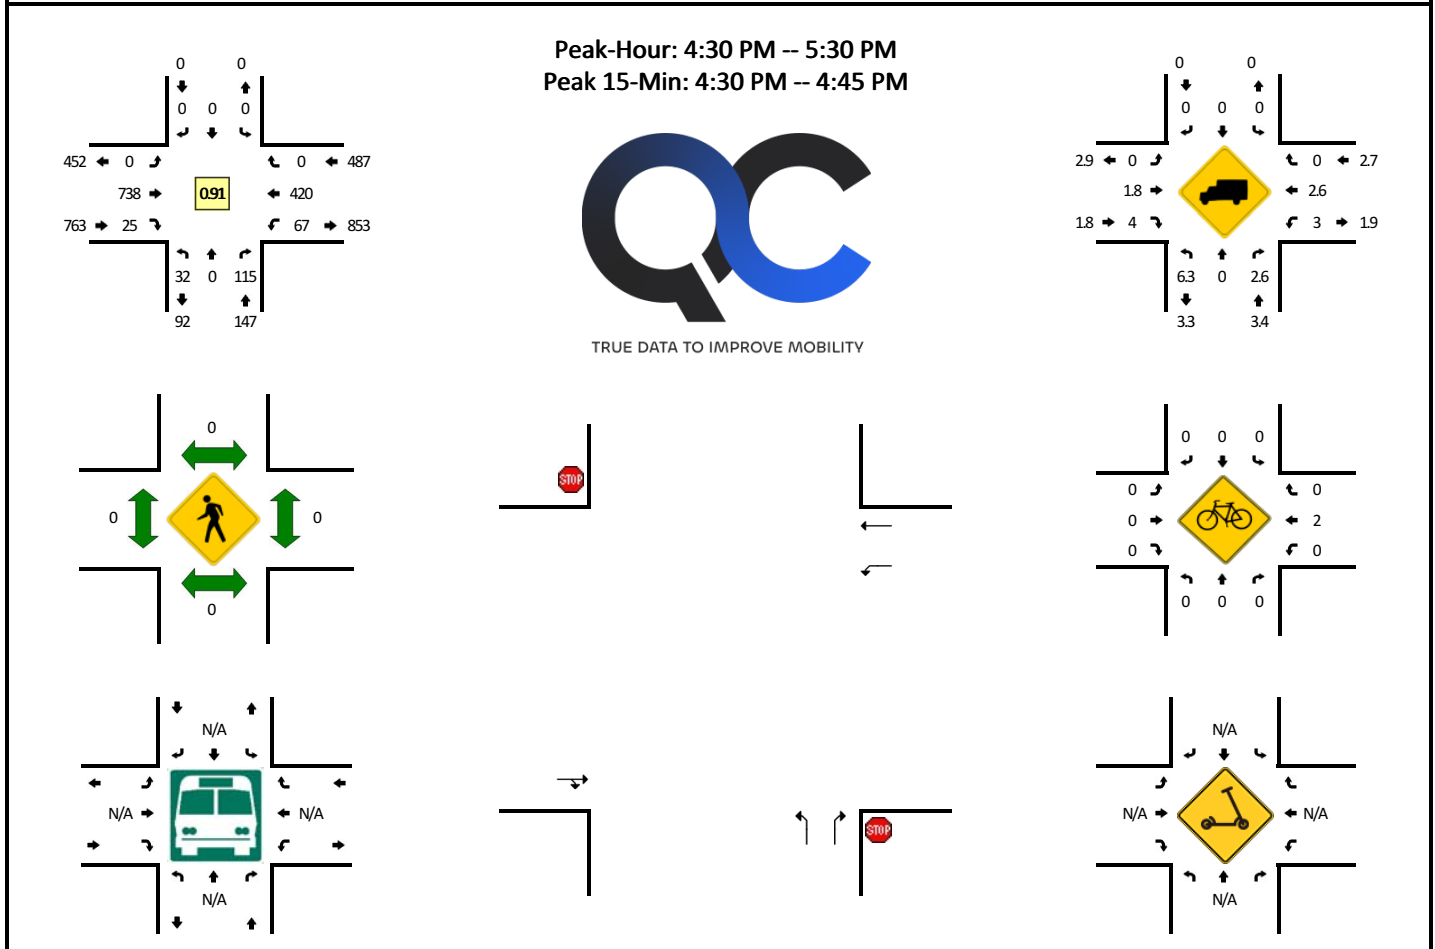 Peak-Hour: 4:30 PM -- 5:30 PM
Peak 15-Min: 4:30 PM -- 4:45 PM
0 0
0 0 0
452 0 0 487
738 0.91 420
763 25 67 853
32 0 115
92 147
QC
TRUE DATA TO IMPROVE MOBILITY
0 0
0 0 0
2.9 0 0 2.7
1.8 2.6
1.8 4 3 1.9
6.3 0 2.6
3.3 3.4
0
0 0
0
STOP
STOP
0 0 0
0 0
0 2
0 0
0 0 0
N/A
N/A N/A
N/A
N/A
N/A N/A
N/A